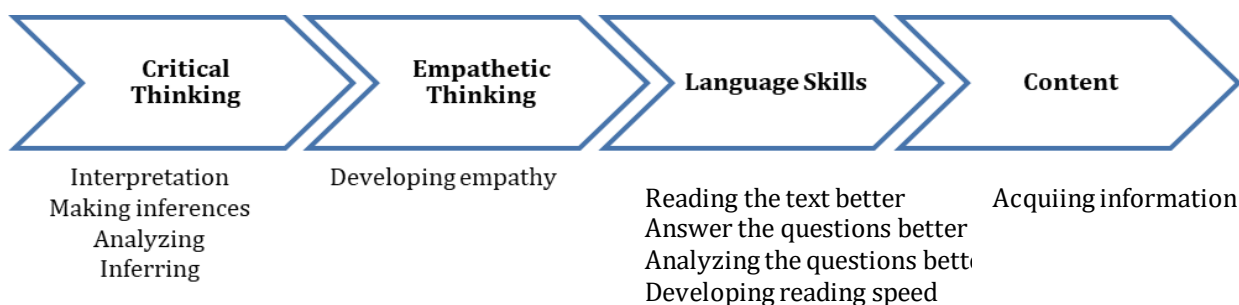 Critical
Thinking
Empathetic
Thinking
Language Skills
Content
Interpretation
Making inferences
Analyzing
Inferring
Developing empathy
Reading the text better
Answer the questions better
Analyzing the questions bett
Developing reading speed
Acquiing information